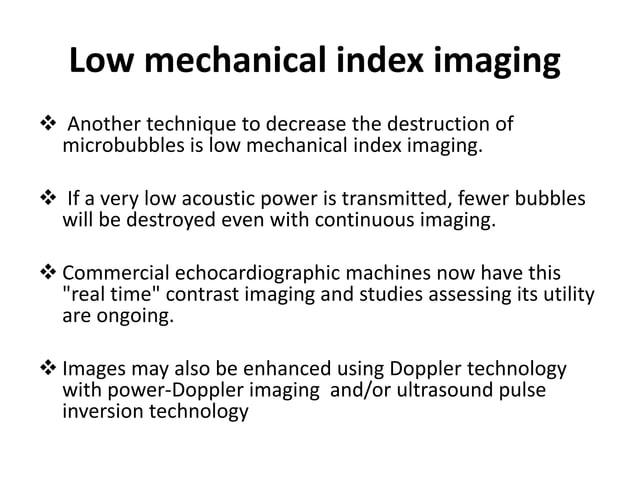 Low mechanical index imaging
❖ Another technique to decrease the destruction of
microbubbles is low mechanical index imaging.
❖ If a very low acoustic power is transmitted, fewer bubbles
will be destroyed even with continuous imaging.
❖ Commercial echocardiographic machines now have this
"real time" contrast imaging and studies assessing its utility
are ongoing.
❖ Images may also be enhanced using Doppler technology
with power-Doppler imaging  and/or ultrasound pulse
inversion technology